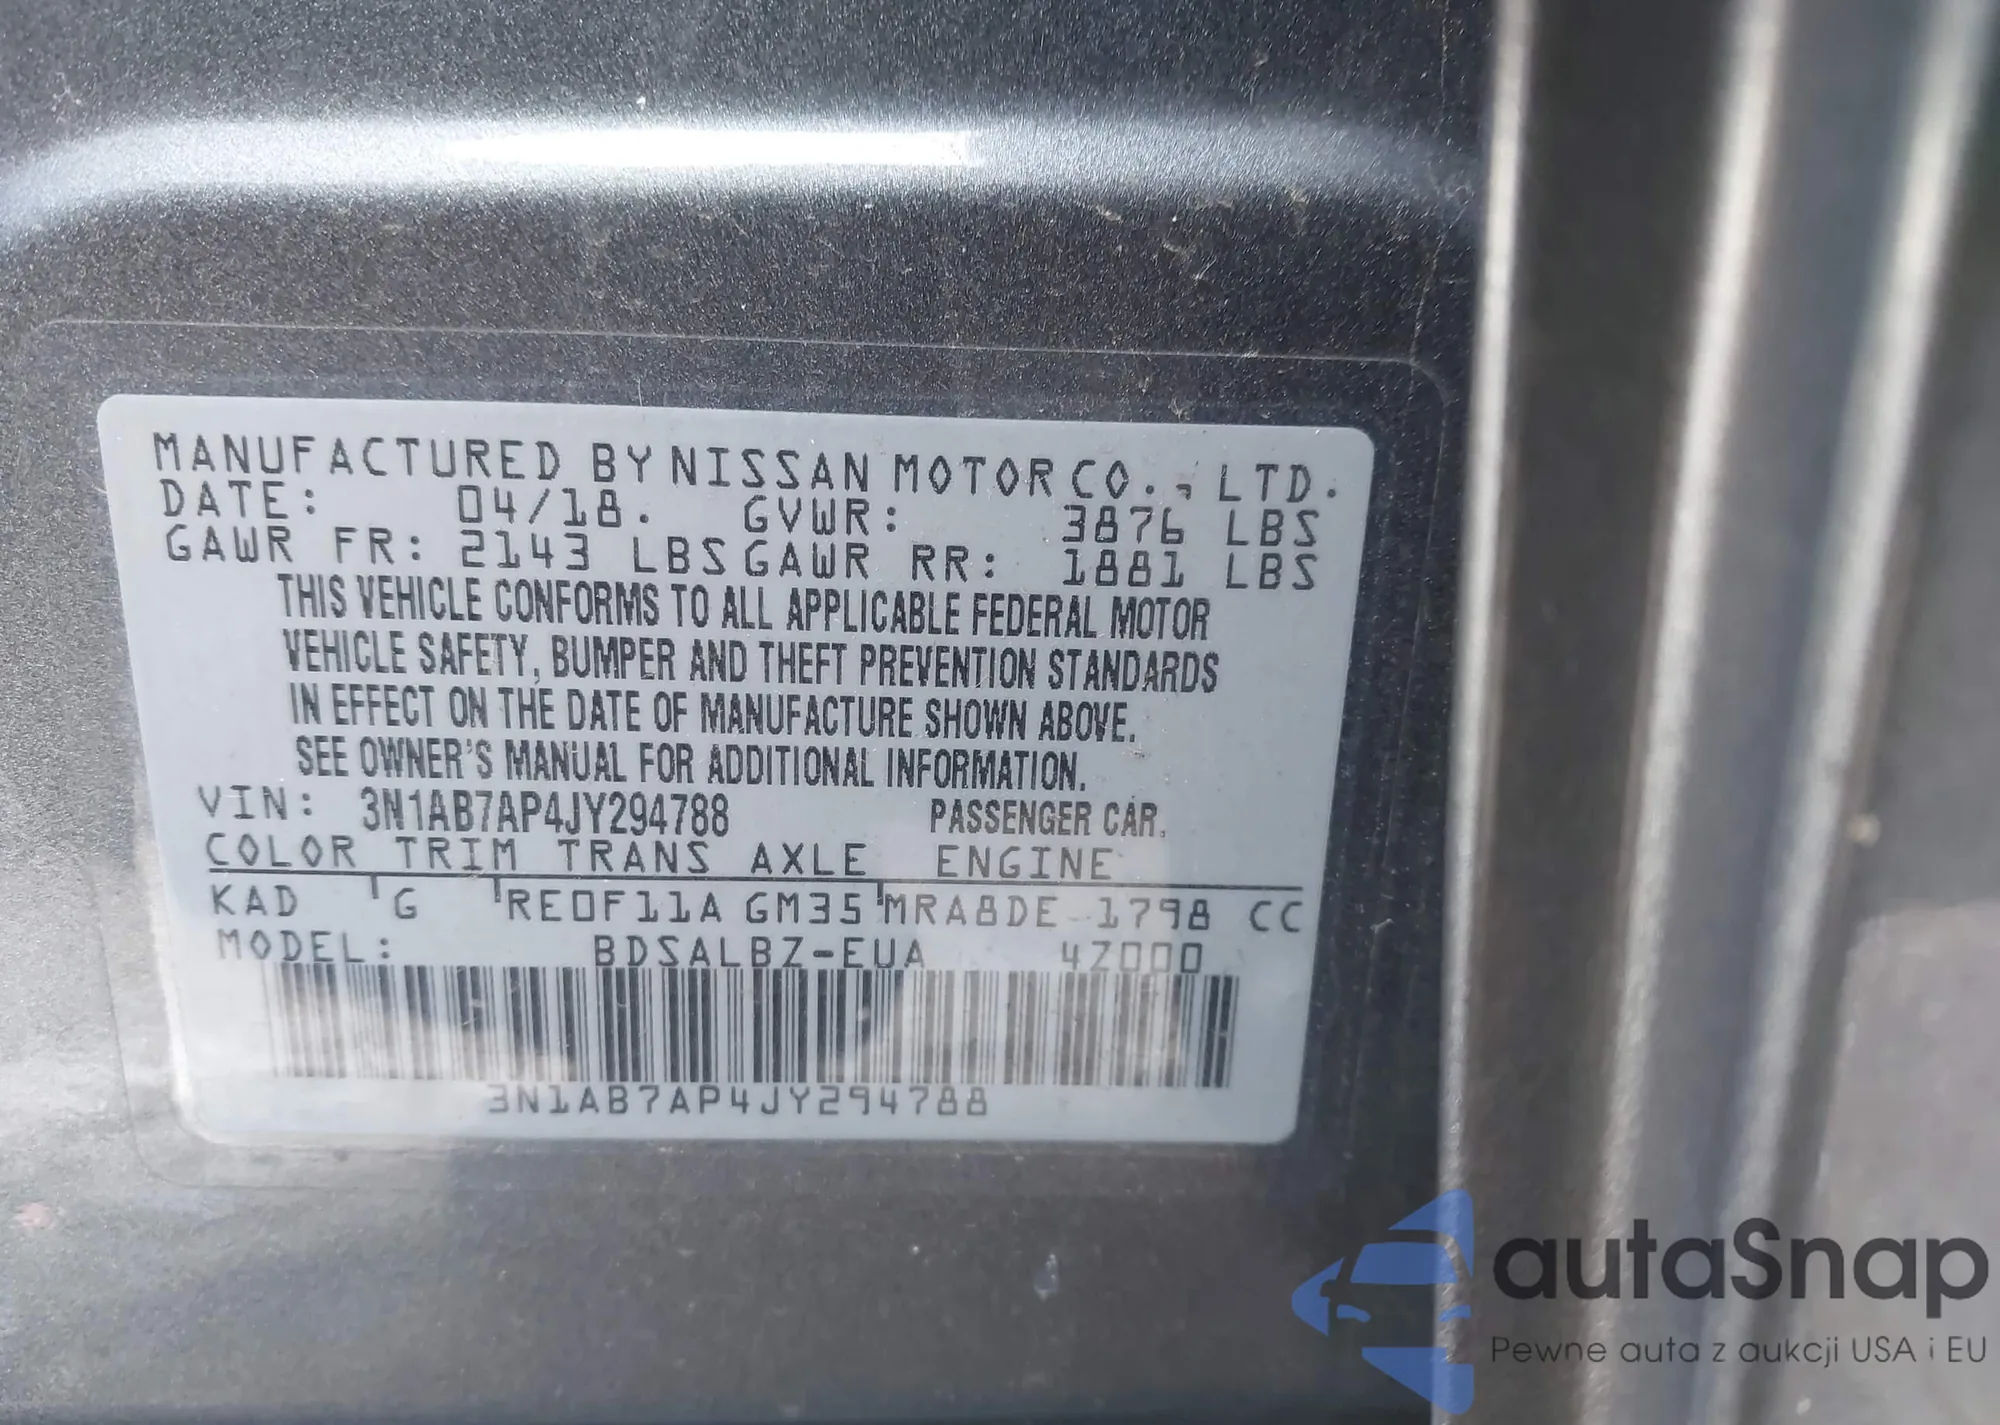 MANUFACTURED BY NISSAN MOTOR CO., LTD.
DATE: 04/18. GVWR: 3876 LBS
GAWR FR: 2143 LBS GAWR RR: 1881 LBS
THIS VEHICLE CONFORMS TO ALL APPLICABLE FEDERAL MOTOR
VEHICLE SAFETY, BUMPER AND THEFT PREVENTION STANDARDS
IN EFFECT ON THE DATE OF MANUFACTURE SHOWN ABOVE.
SEE OWNER'S MANUAL FOR ADDITIONAL INFORMATION.
VIN: 3N1AB7AP4JY294788 PASSENGER CAR.
COLOR TRIM TRANS AXLE ENGINE
KAD G RE0F11A GM35 MRA8DE 1798 CC
MODEL: BDSALBZ-EUA 4Z000
3N1AB7AP4JY294788
autaSnap
Pewne auta z aukcji USA i EU